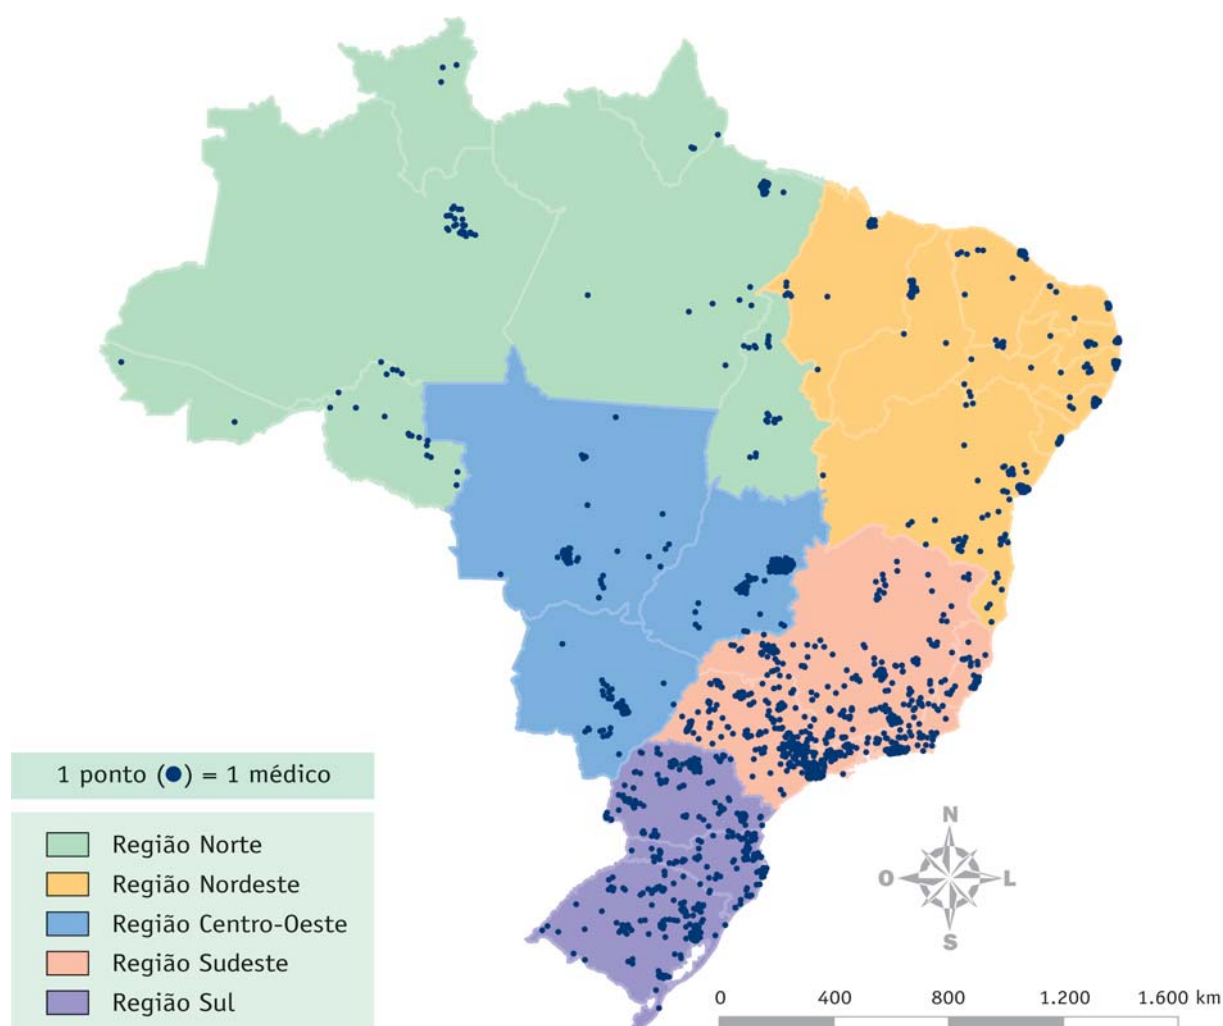 1 ponto (●) = 1 médico
Região Norte
Região Nordeste
Região Centro-Oeste
Região Sudeste
Região Sul
N
O L
S
0 400 800 1.200 1.600 km